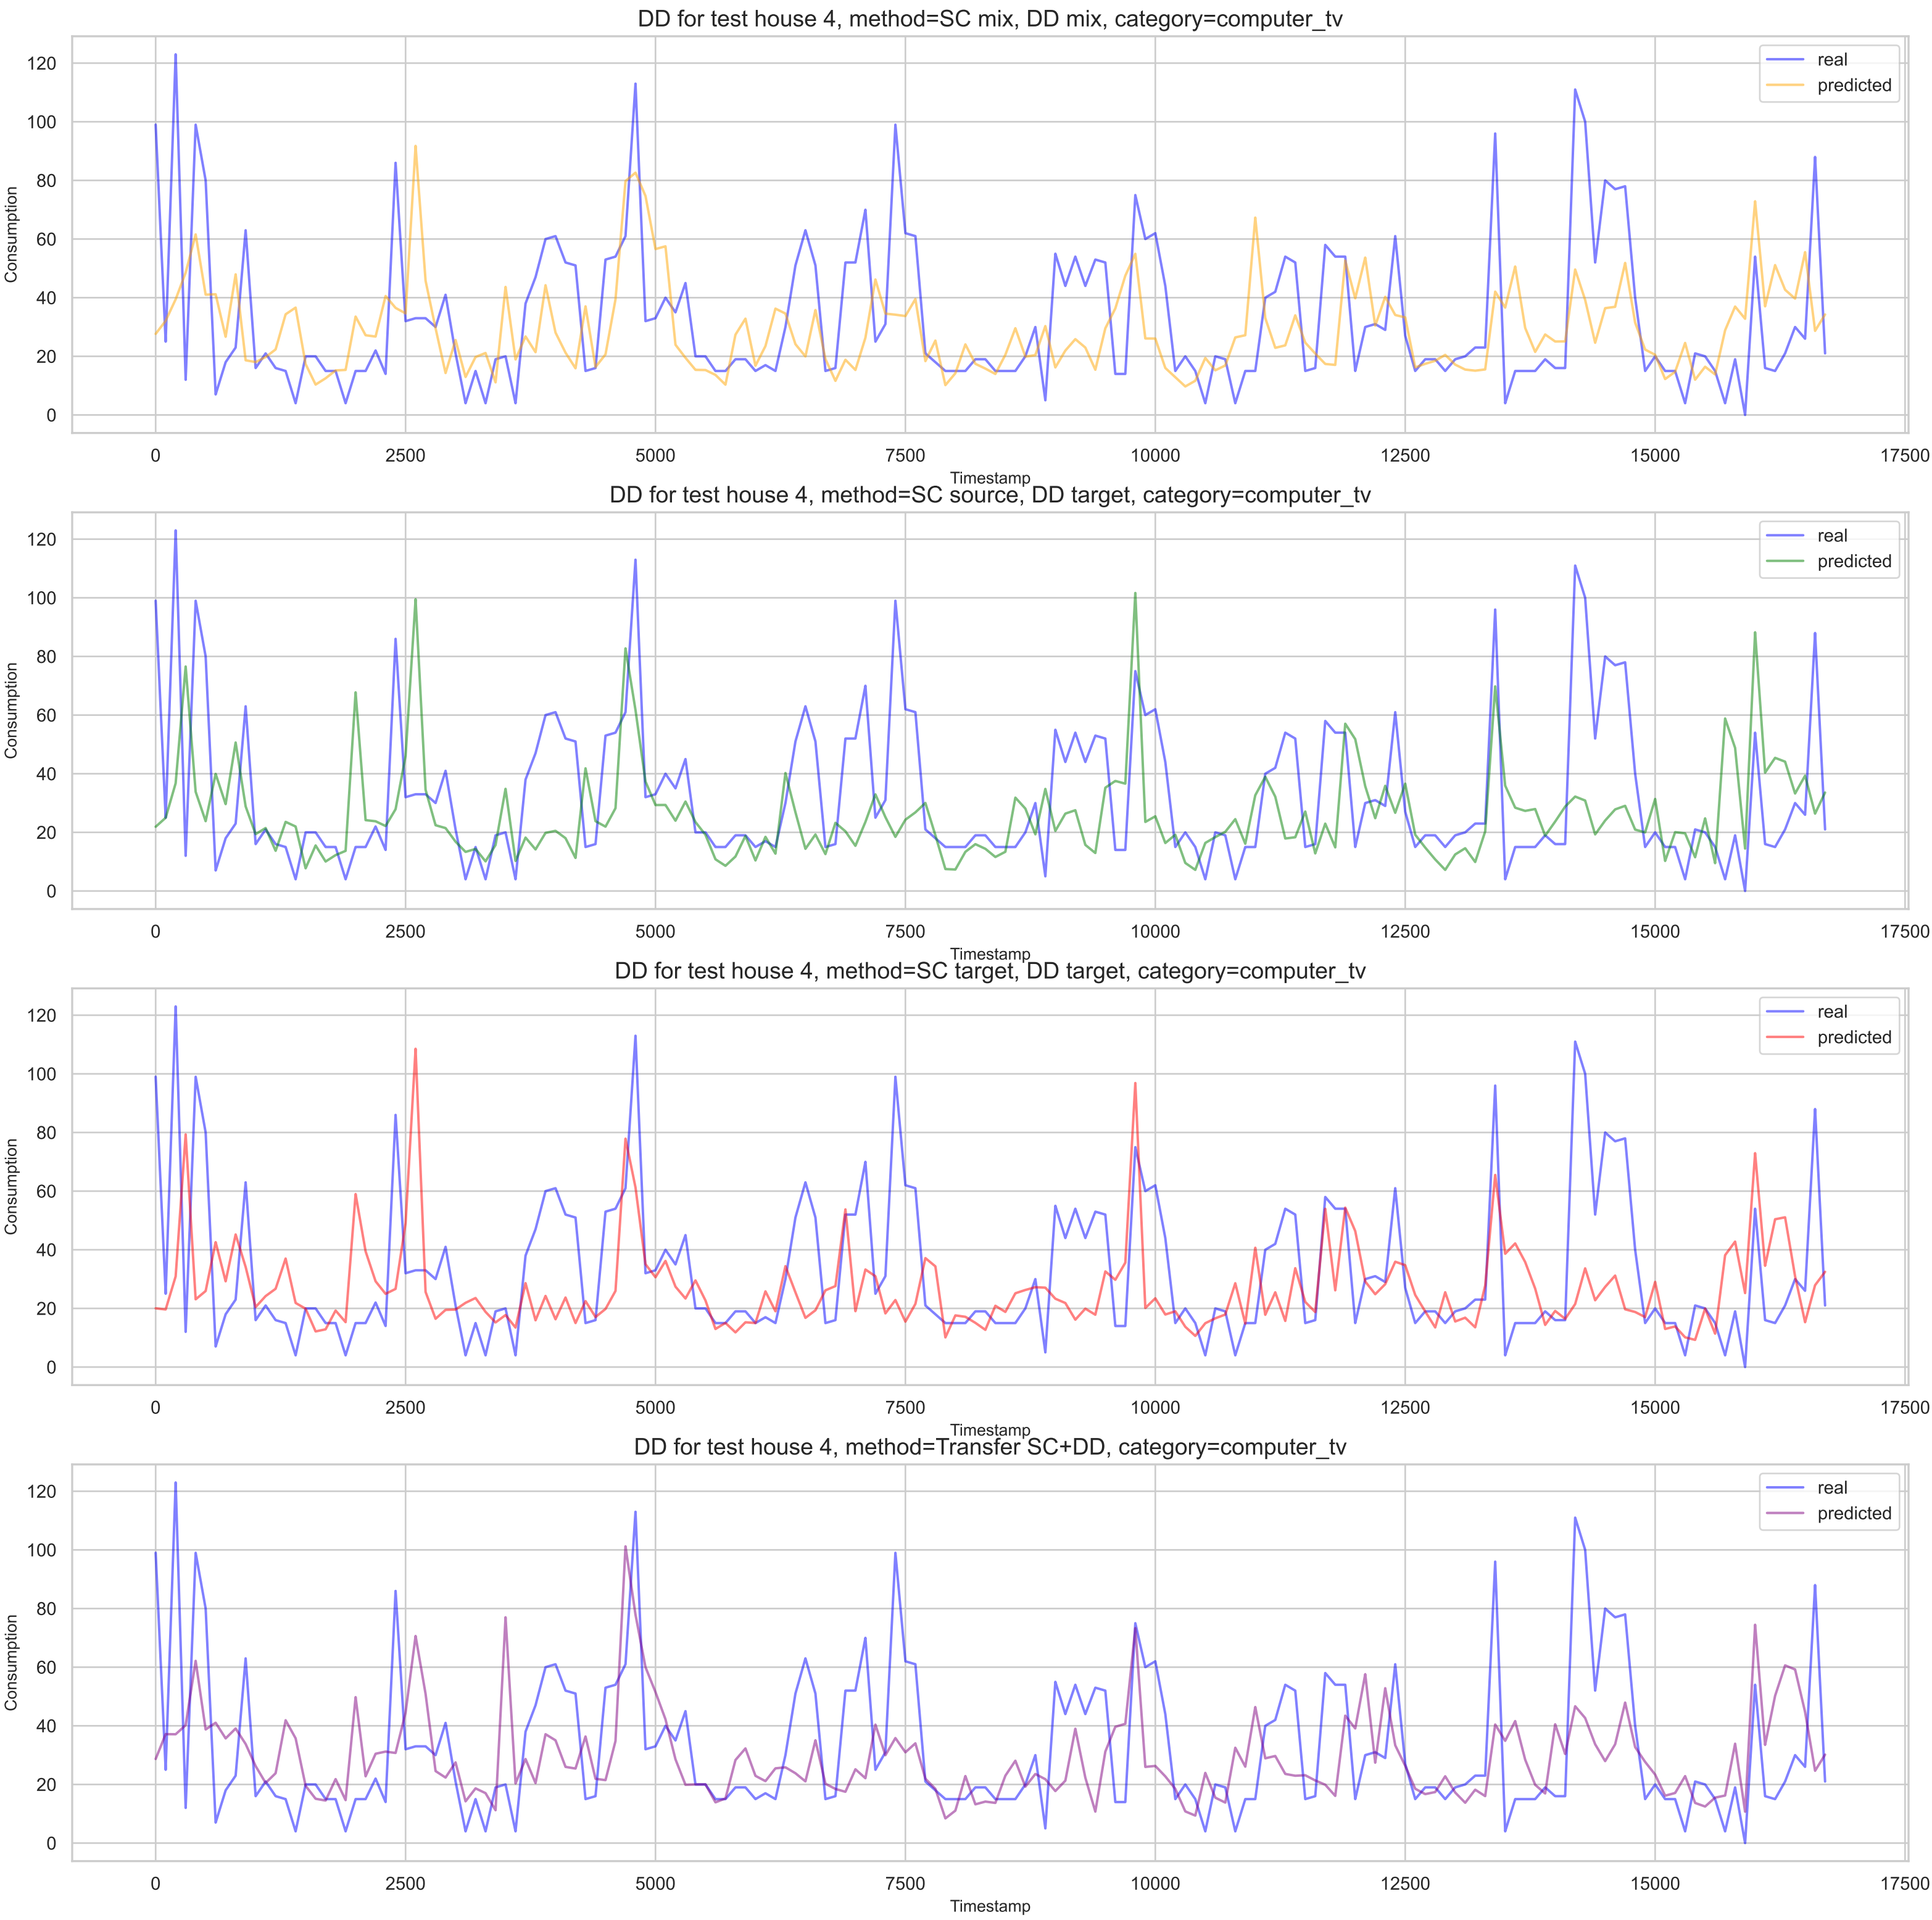 DD for test house 4, method=SC mix, DD mix, category=computer_tv
real
predicted
120
100
80
60
40
20
0
Consumption
0 2500 5000 7500 10000 12500 15000 17500
Timestamp
DD for test house 4, method=SC source, DD target, category=computer_tv
real
predicted
120
100
80
60
40
20
0
Consumption
0 2500 5000 7500 10000 12500 15000 17500
Timestamp
DD for test house 4, method=SC target, DD target, category=computer_tv
real
predicted
120
100
80
60
40
20
0
Consumption
0 2500 5000 7500 10000 12500 15000 17500
Timestamp
DD for test house 4, method=Transfer SC+DD, category=computer_tv
real
predicted
120
100
80
60
40
20
0
Consumption
0 2500 5000 7500 10000 12500 15000 17500
Timestamp